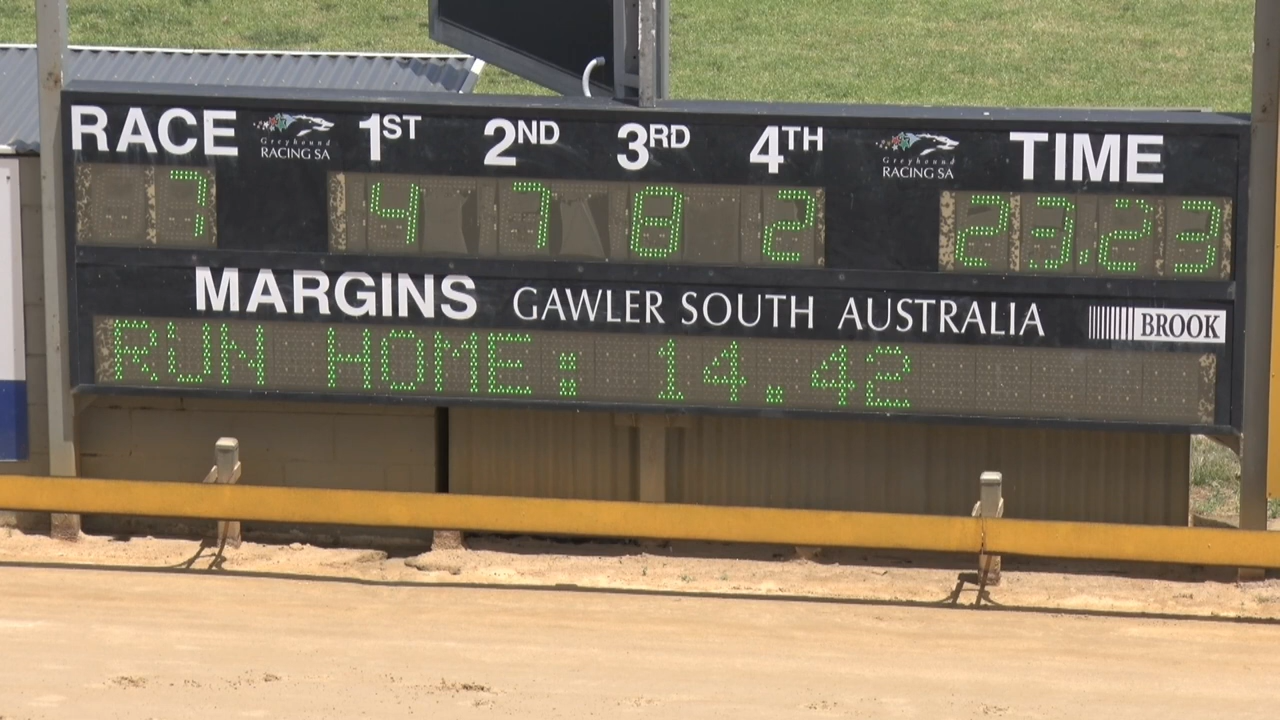 RACE Greyhound RACING SA 1ST 2ND 3RD 4TH Greyhound RACING SA TIME
7 4 7 8 2 23.23
MARGINS GAWLER SOUTH AUSTRALIA BROOK
RUN HOME: 14.42